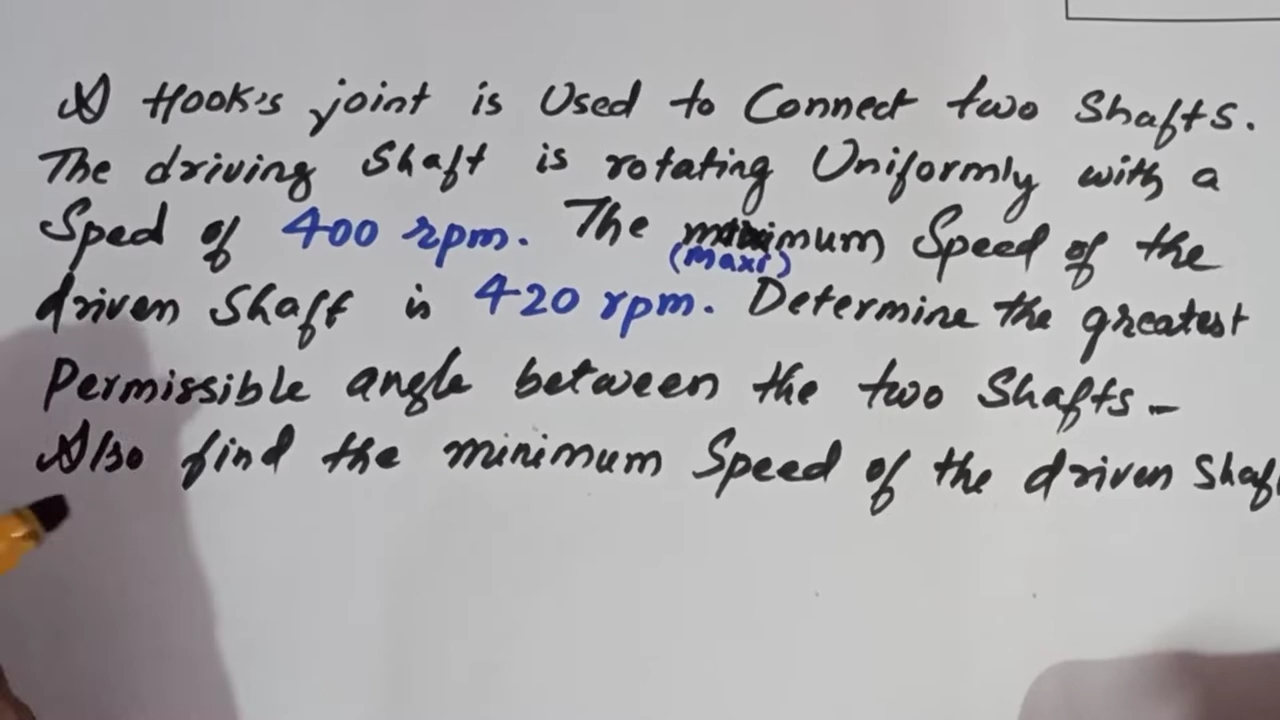 A Hook's joint is Used to Connect two Shafts.
The driving Shaft is rotating Uniformly with a
Sped of 400 rpm. The mum Speed of the
(maxi)
driven Shaft is 420 rpm. Determine the greatest
Permissible angle between the two Shafts -
Also find the minimum Speed of the driven Shaf